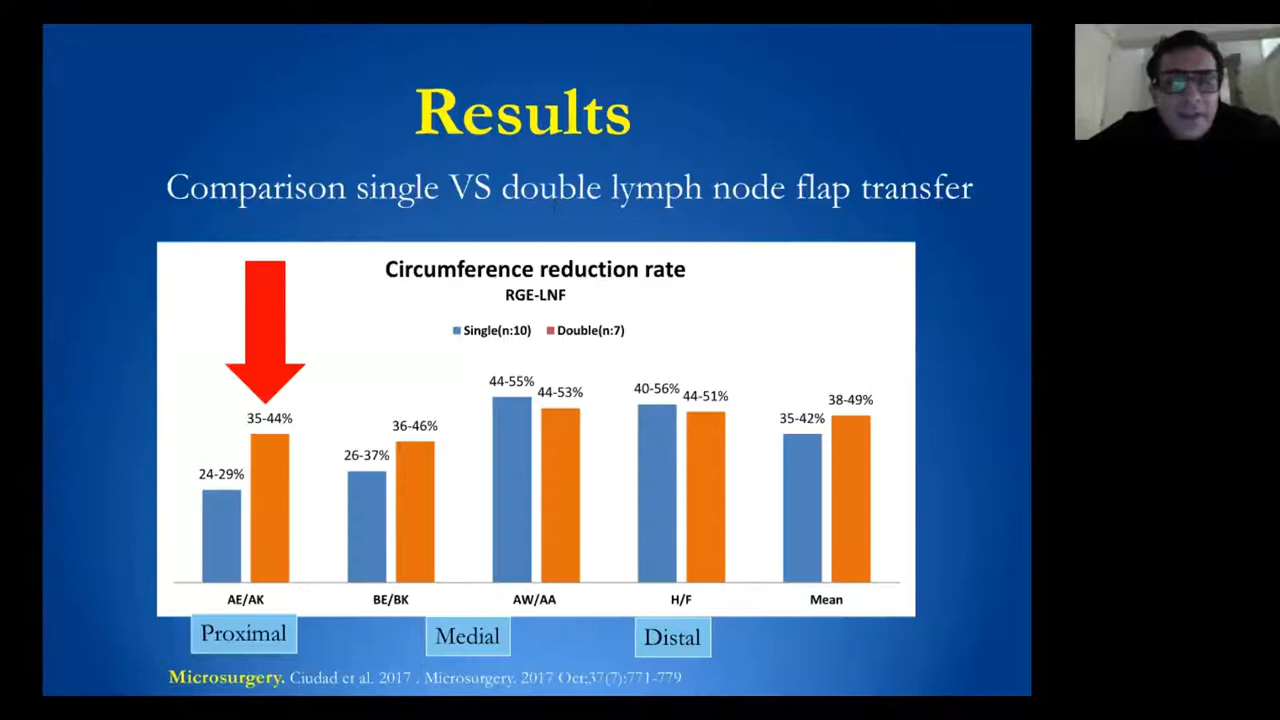 Results
Comparison single VS double lymph node flap transfer
Circumference reduction rate
RGE-LNF
Single(n:10) Double(n:7)
24-29% 35-44% 26-37% 36-46% 44-55% 44-53% 40-56% 44-51% 35-42% 38-49%
AE/AK BE/BK AW/AA H/F Mean
Proximal Medial Distal
Microsurgery. Ciudad et al. 2017 . Microsurgery. 2017 Oct;37(7):771-779